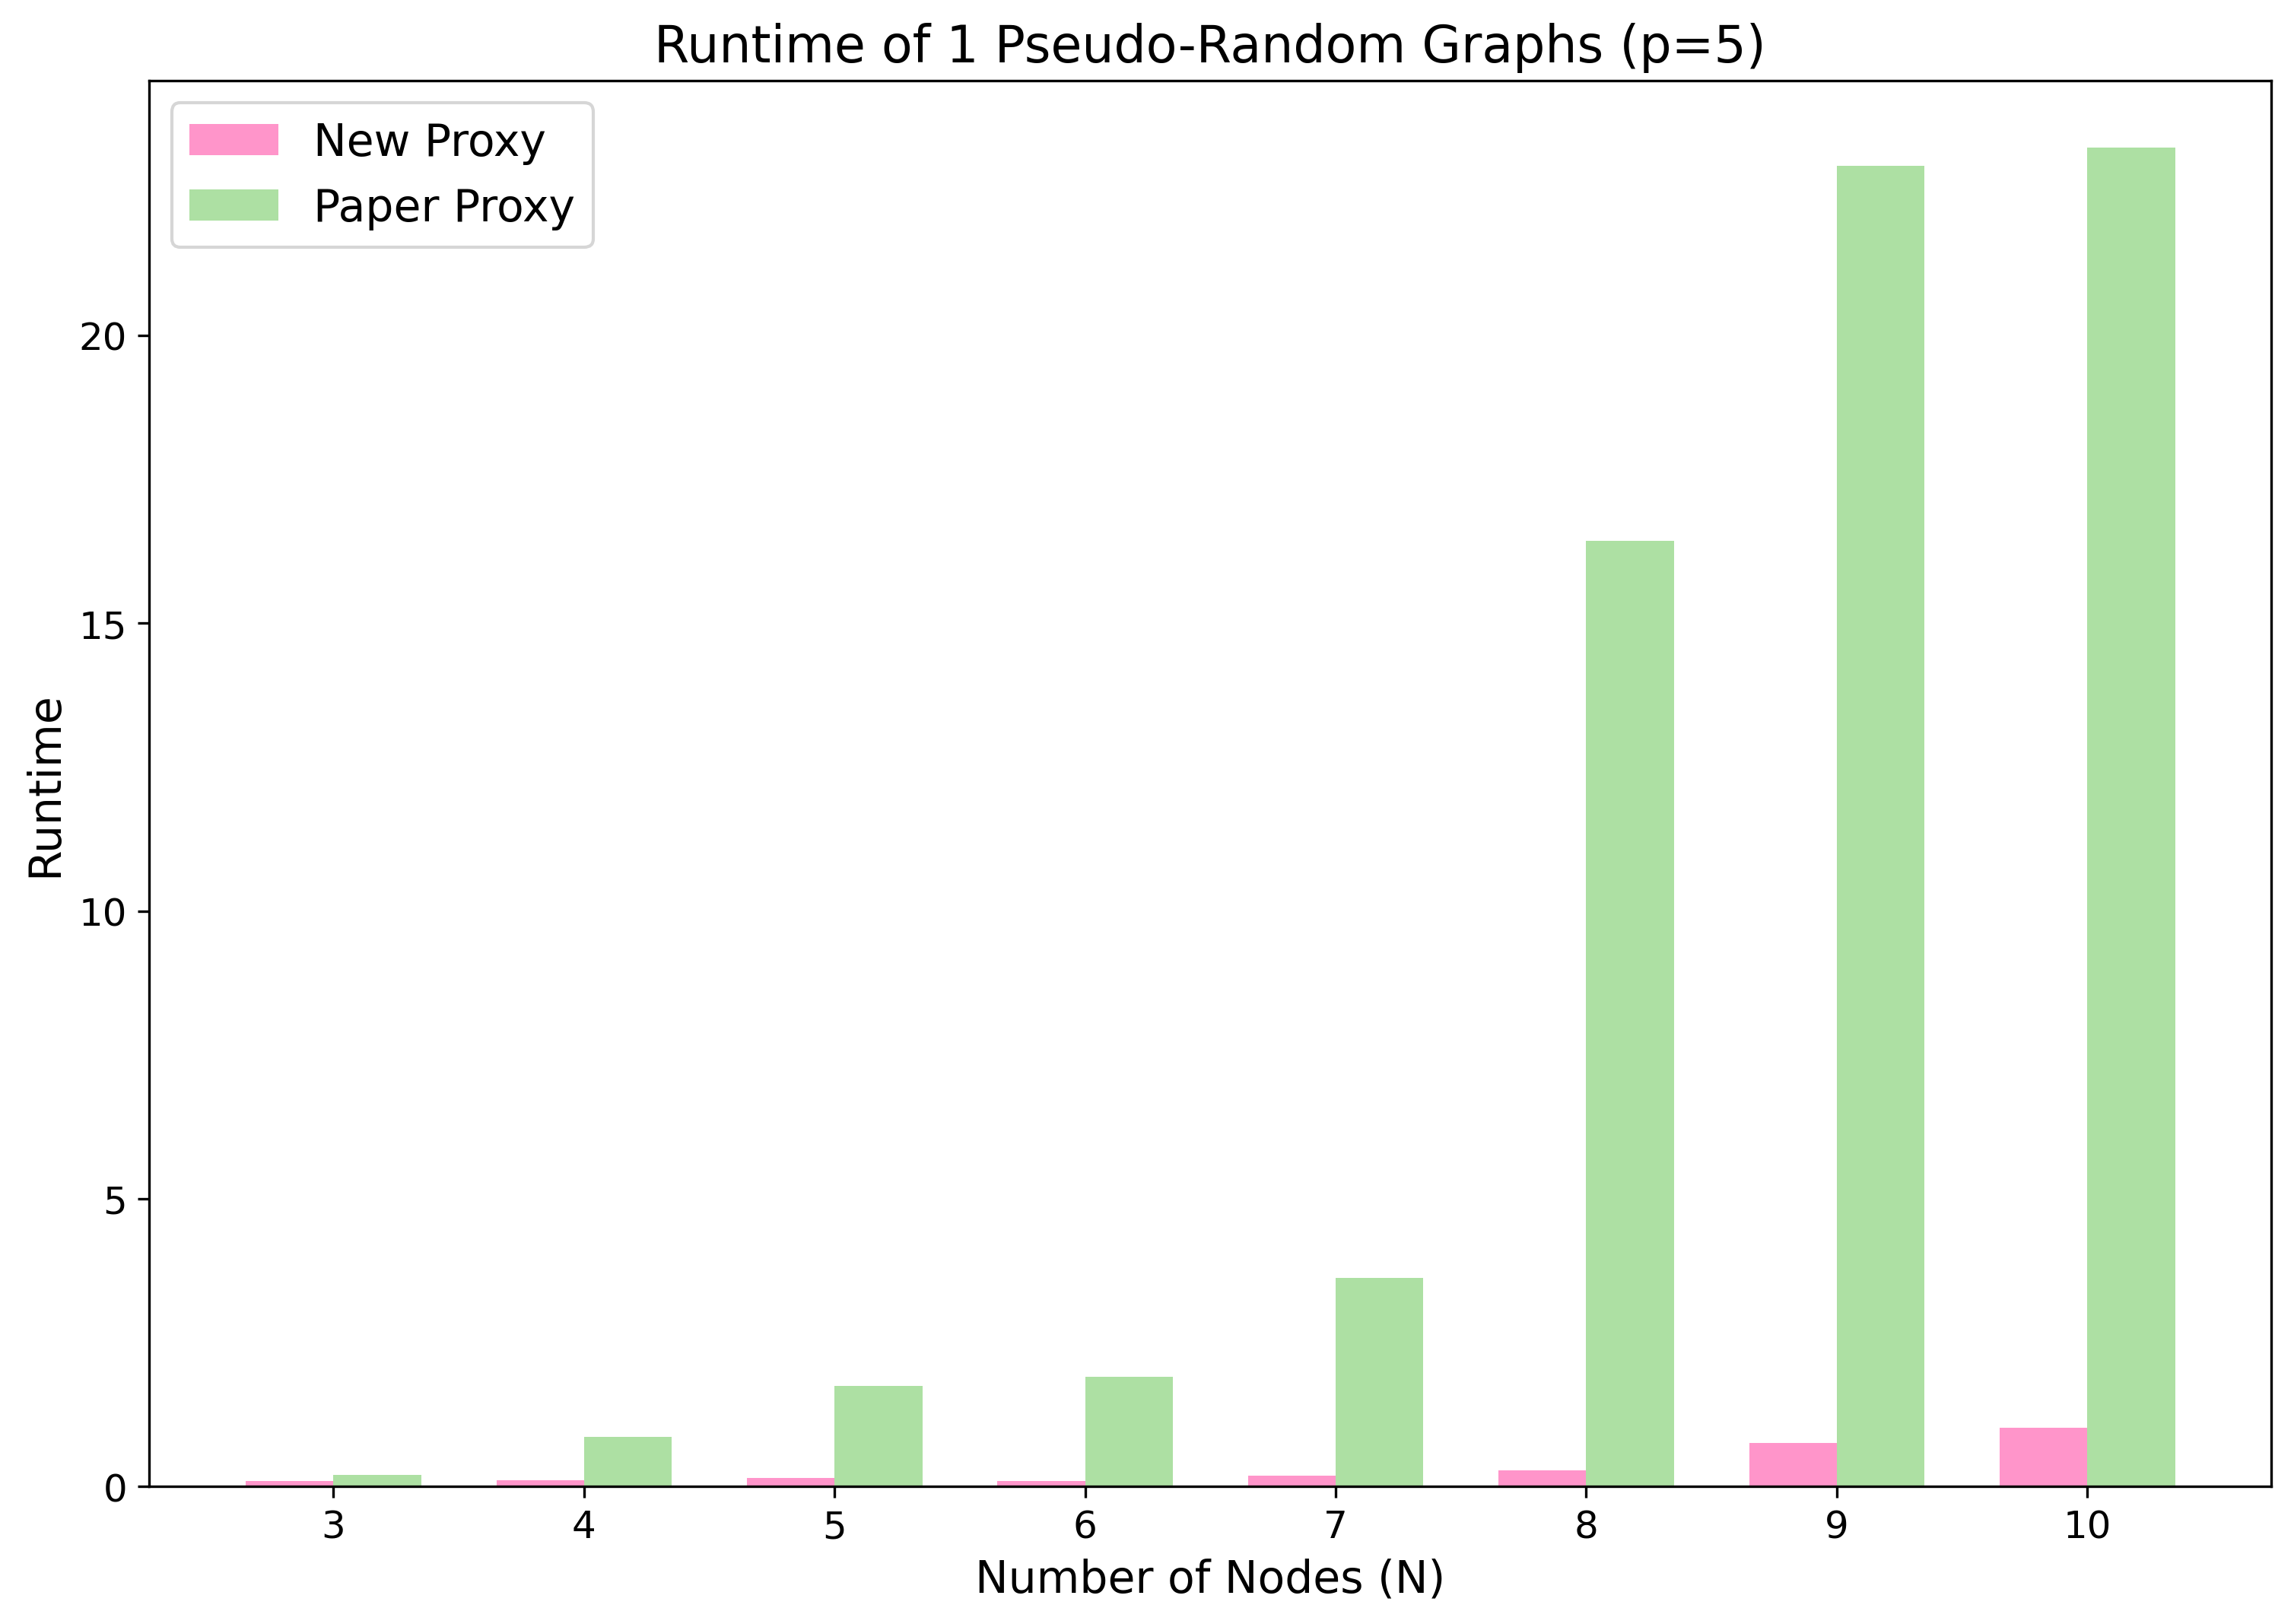 Runtime of 1 Pseudo-Random Graphs (p=5)
New Proxy
Paper Proxy
20
15
10
5
0
Runtime
3 4 5 6 7 8 9 10
Number of Nodes (N)